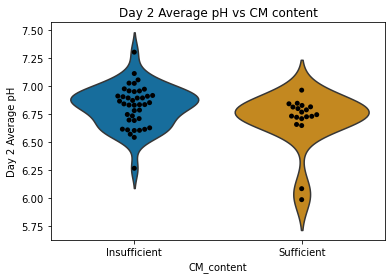 Day 2 Average pH vs CM content
7.50
7.25
7.00
6.75
6.50
6.25
6.00
5.75
Day 2 Average pH
Insufficient
Sufficient
CM_content